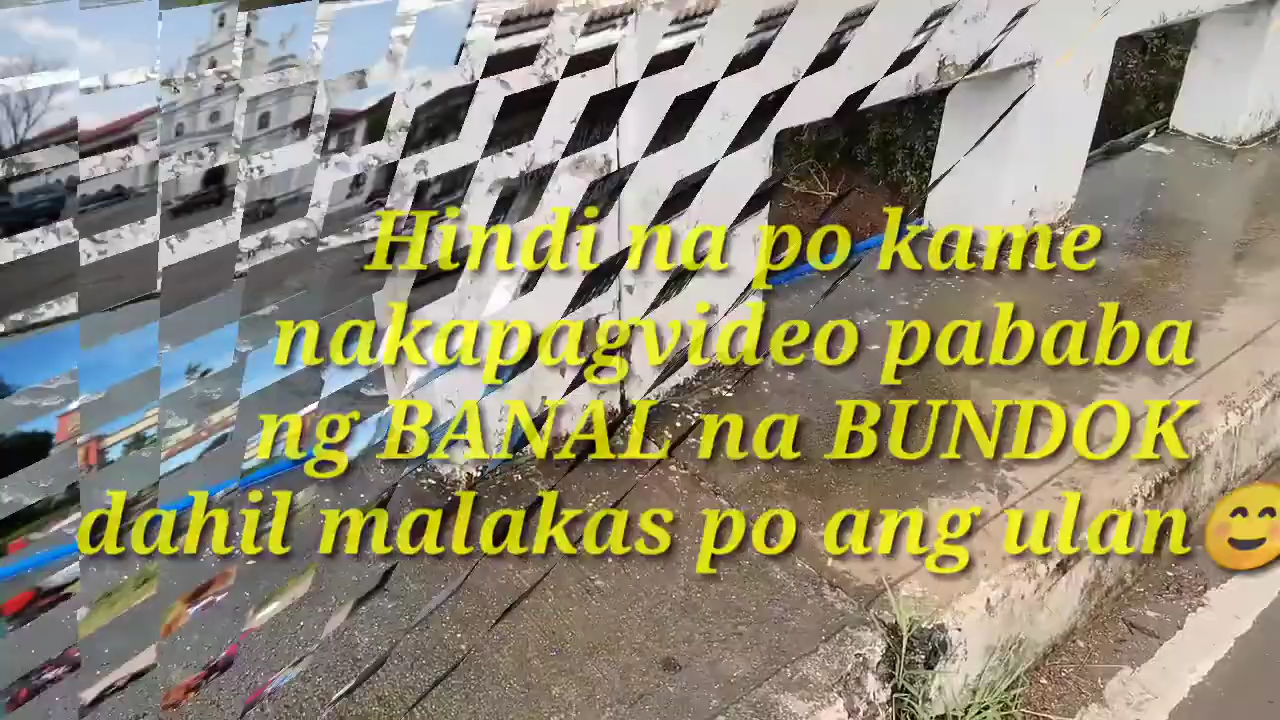 Hindi na po kame
nakapagvideo pababa
ng BANAL na BUNDOK
dahil malakas po ang ulan😊